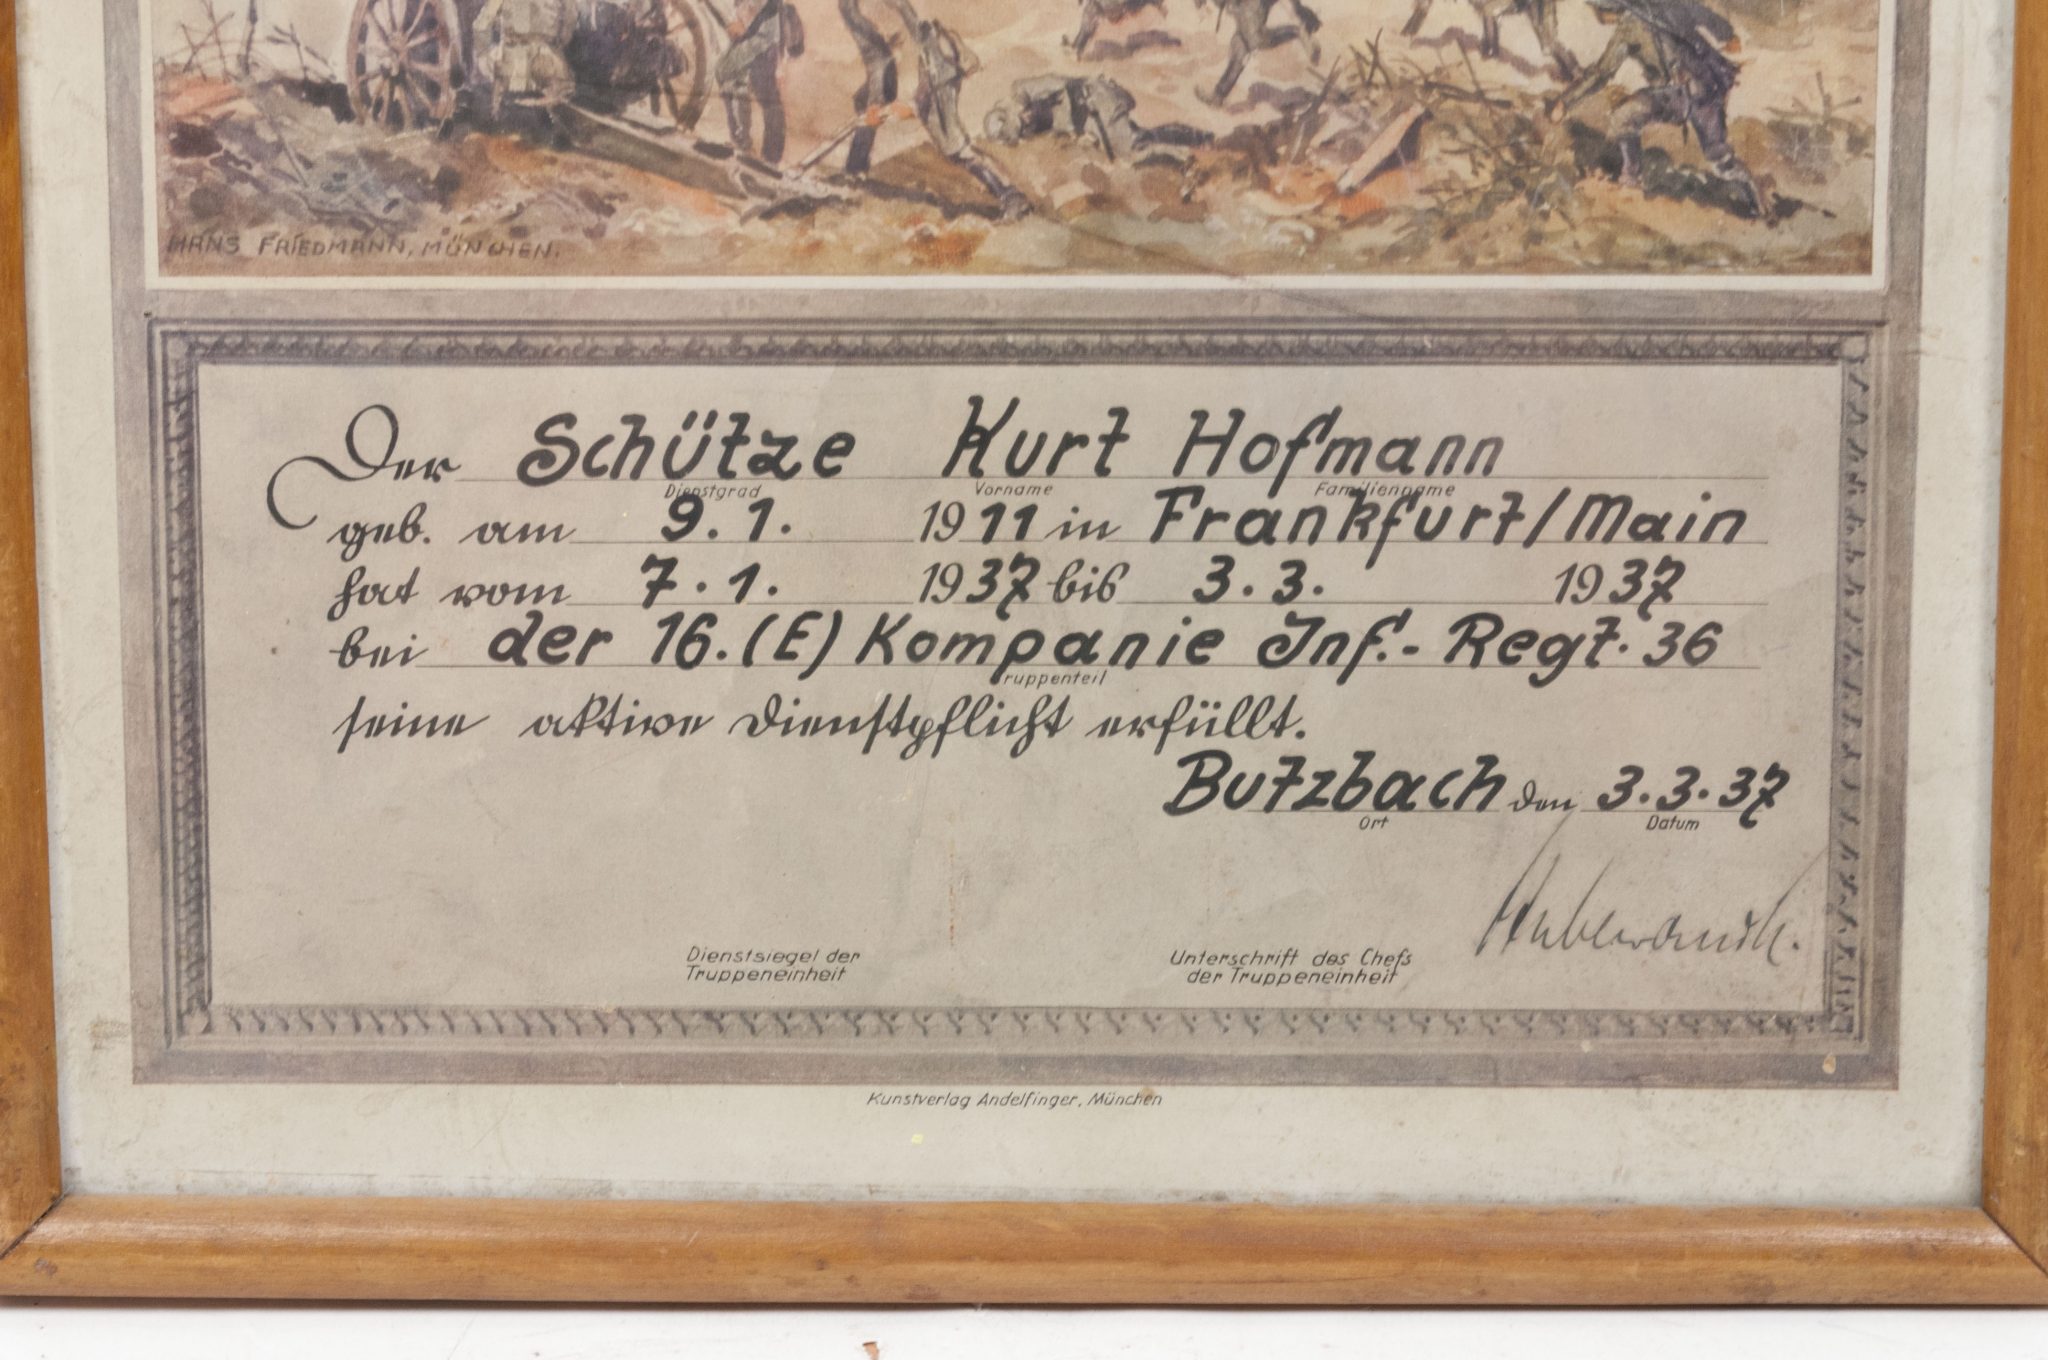 HANS FRIEDMANN, MÜNCHEN.
Der Schütze Kurt Hofmann
Dienstgrad Vorname Familienname
geb. am 9. 1. 1911 in Frankfurt/Main
hat vom 7. 1. 1937 bis 3. 3. 1937
bei der 16. (E) Kompanie Inf.- Regt. 36
Truppenteil
seine aktive Dienstpflicht erfüllt.
Butzbach den 3. 3. 37
Ort Datum
Dienstsiegel der
Truppeneinheit
Unterschrift des Chefs
der Truppeneinheit
Kunstverlag Andelfinger, München